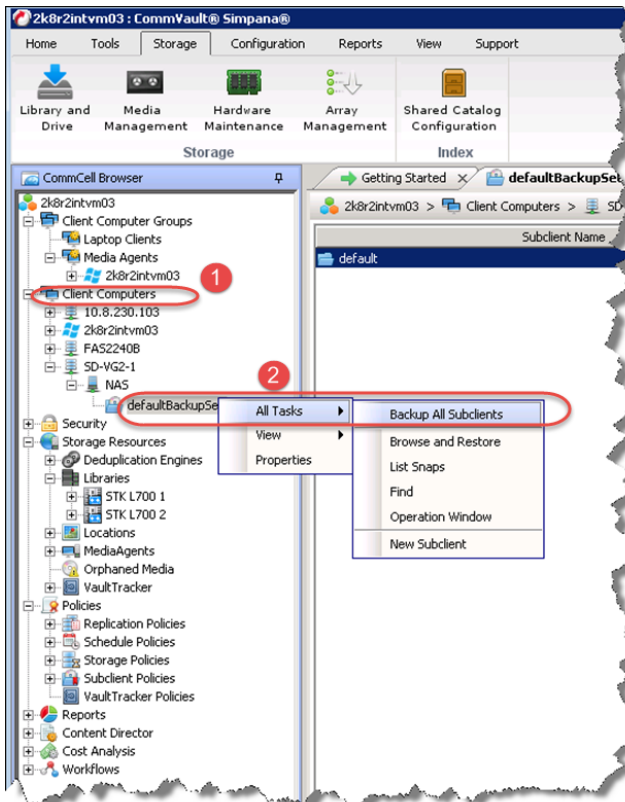 2k8r2intvm03 : CommVault® Simpana®
Home Tools Storage Configuration Reports View Support
Library and Drive
Media Management
Hardware Maintenance
Array Management
Shared Catalog Configuration
Storage
Index
CommCell Browser
2k8r2intvm03
Client Computer Groups
Laptop Clients
Media Agents
2k8r2intvm03
1
Client Computers
10.8.230.103
2k8r2intvm03
FAS2240B
SD-VG2-1
NAS
2
defaultBackupSe
Security
Storage Resources
Deduplication Engines
Libraries
STK L700 1
STK L700 2
Locations
MediaAgents
Orphaned Media
VaultTracker
Policies
Replication Policies
Schedule Policies
Storage Policies
Subclient Policies
VaultTracker Policies
Reports
Content Director
Cost Analysis
Workflows
Getting Started
defaultBackupSet
2k8r2intvm03 > Client Computers > SD
Subclient Name
default
All Tasks
View
Properties
Backup All Subclients
Browse and Restore
List Snaps
Find
Operation Window
New Subclient